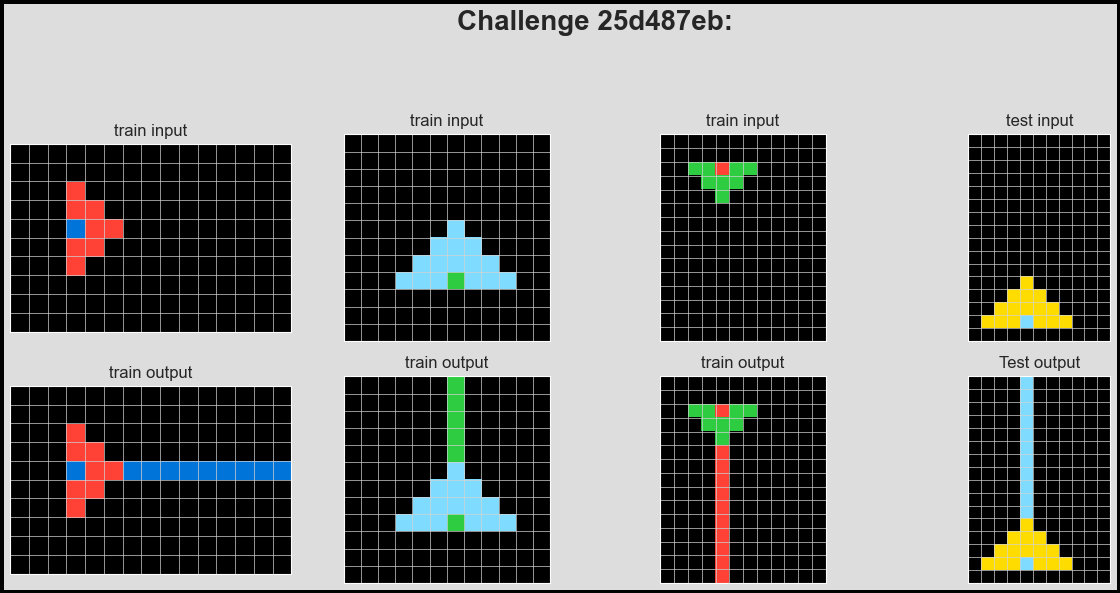 Challenge 25d487eb:
train input
train input
train input
test input
train output
train output
train output
Test output